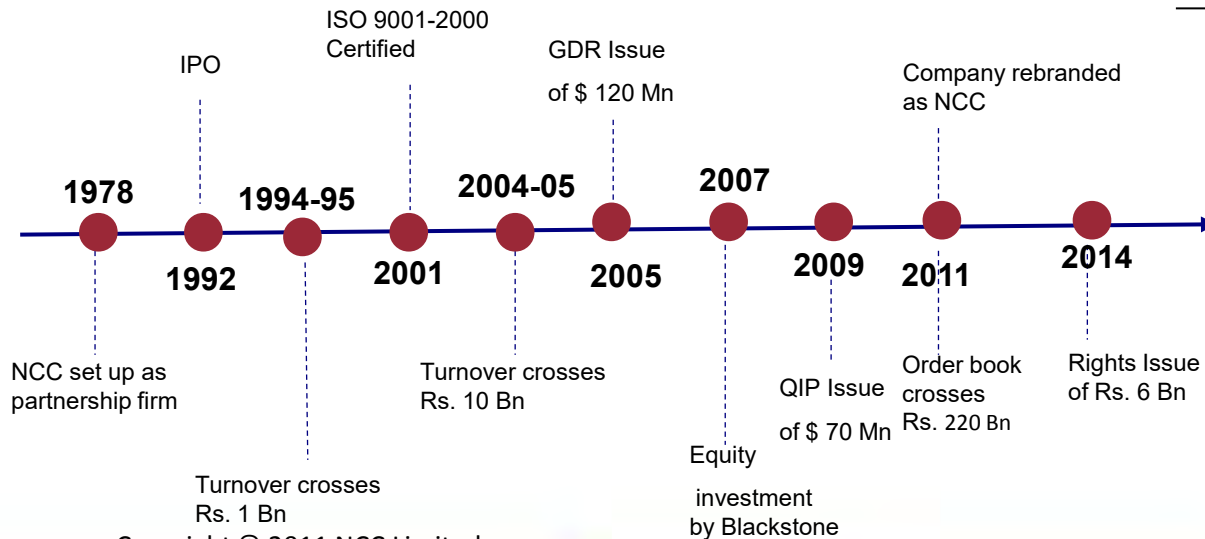 ISO 9001-2000
Certified
IPO
GDR Issue
of $ 120 Mn
Company rebranded
as NCC
1978
1994-95
2004-05
2007
1992
2001
2005
2009
2011
2014
NCC set up as
partnership firm
Turnover crosses
Rs. 1 Bn
Turnover crosses
Rs. 10 Bn
Equity
investment
by Blackstone
QIP Issue
of $ 70 Mn
Order book
crosses
Rs. 220 Bn
Rights Issue
of Rs. 6 Bn